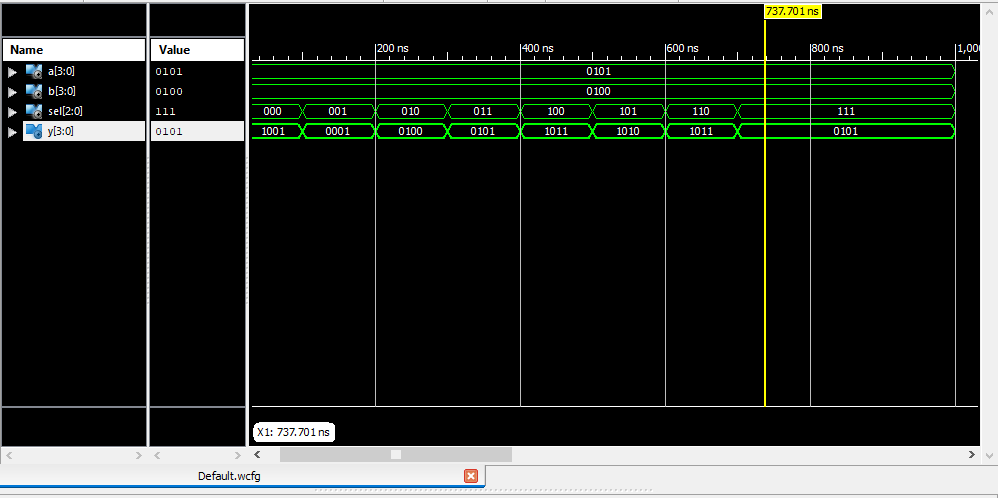 737.701 ns
Name Value
200 ns 400 ns 600 ns 800 ns 1,000
a[3:0] 0101 0101
b[3:0] 0100 0100
sel[2:0] 111 000 001 010 011 100 101 110 111
y[3:0] 0101 1001 0001 0100 0101 1011 1010 1011 0101
X1: 737.701 ns
Default.wcfg